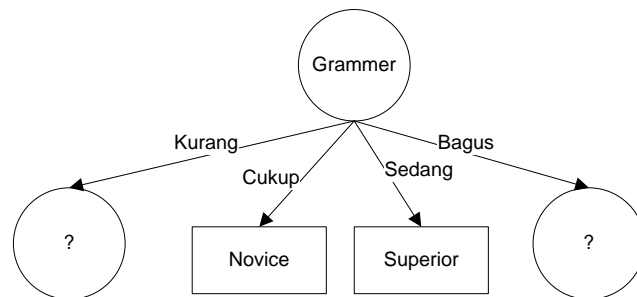 Grammer
Kurang
Bagus
Cukup
Sedang
?
Novice
Superior
?